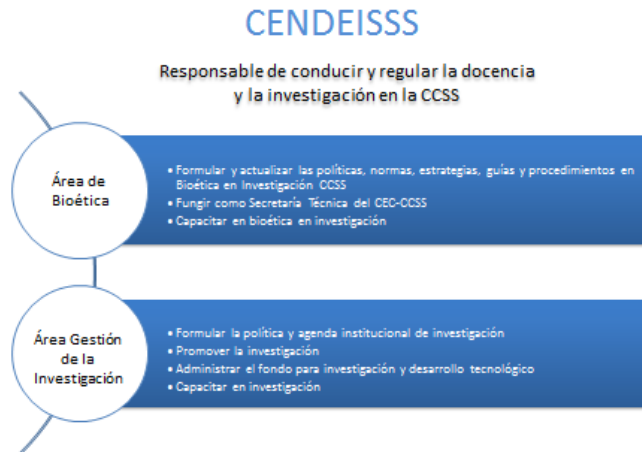 CENDEISSS
Responsable de conducir y regular la docencia
y la investigación en la CCSS
Área de
Bioética
• Formular y actualizar las políticas, normas, estrategias, guías y procedimientos en
Bioética en Investigación CCSS
• Fungir como Secretaría Técnica del CEC-CCSS
• Capacitar en bioética en investigación
Área Gestión
de la
Investigación
• Formular la política y agenda institucional de investigación
• Promover la investigación
• Administrar el fondo para investigación y desarrollo tecnológico
• Capacitar en investigación